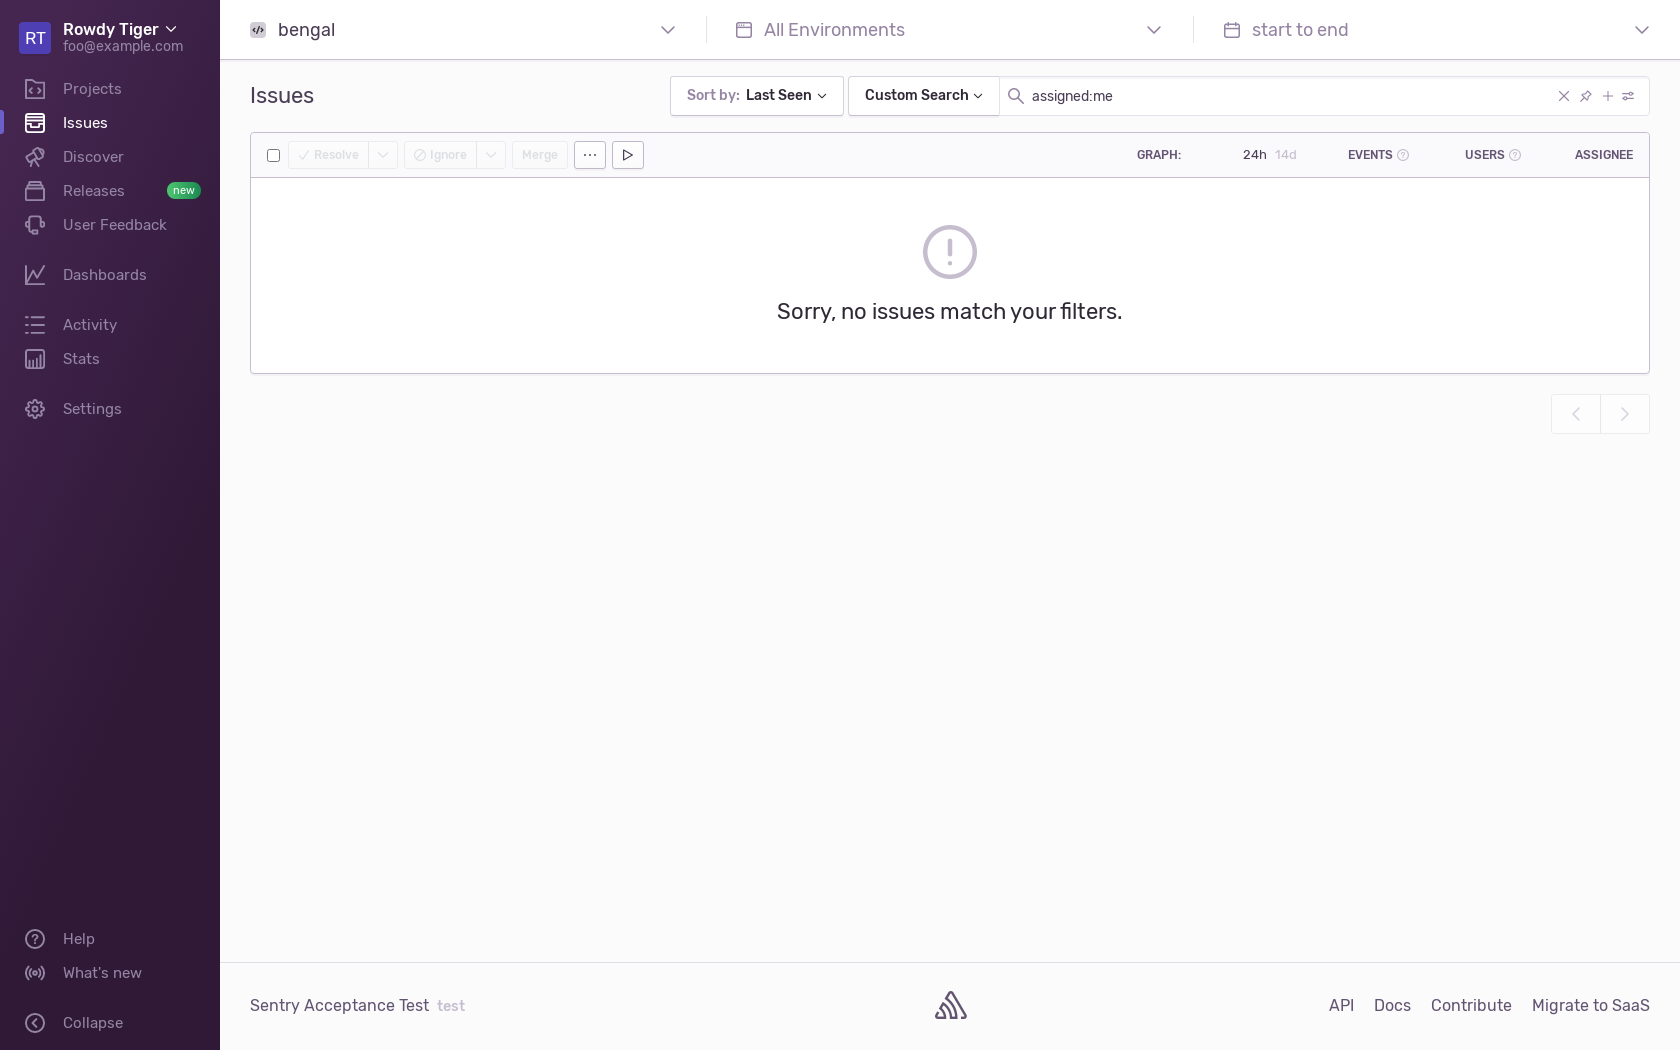 RT
Rowdy Tiger
foo@example.com
Projects
Issues
Discover
Releases new
User Feedback
Dashboards
Activity
Stats
Settings
Help
What's new
Collapse
bengal All Environments start to end
Issues Sort by: Last Seen Custom Search assigned:me
Resolve Ignore Merge GRAPH: 24h 14d EVENTS USERS ASSIGNEE
Sorry, no issues match your filters.
Sentry Acceptance Test test API Docs Contribute Migrate to SaaS